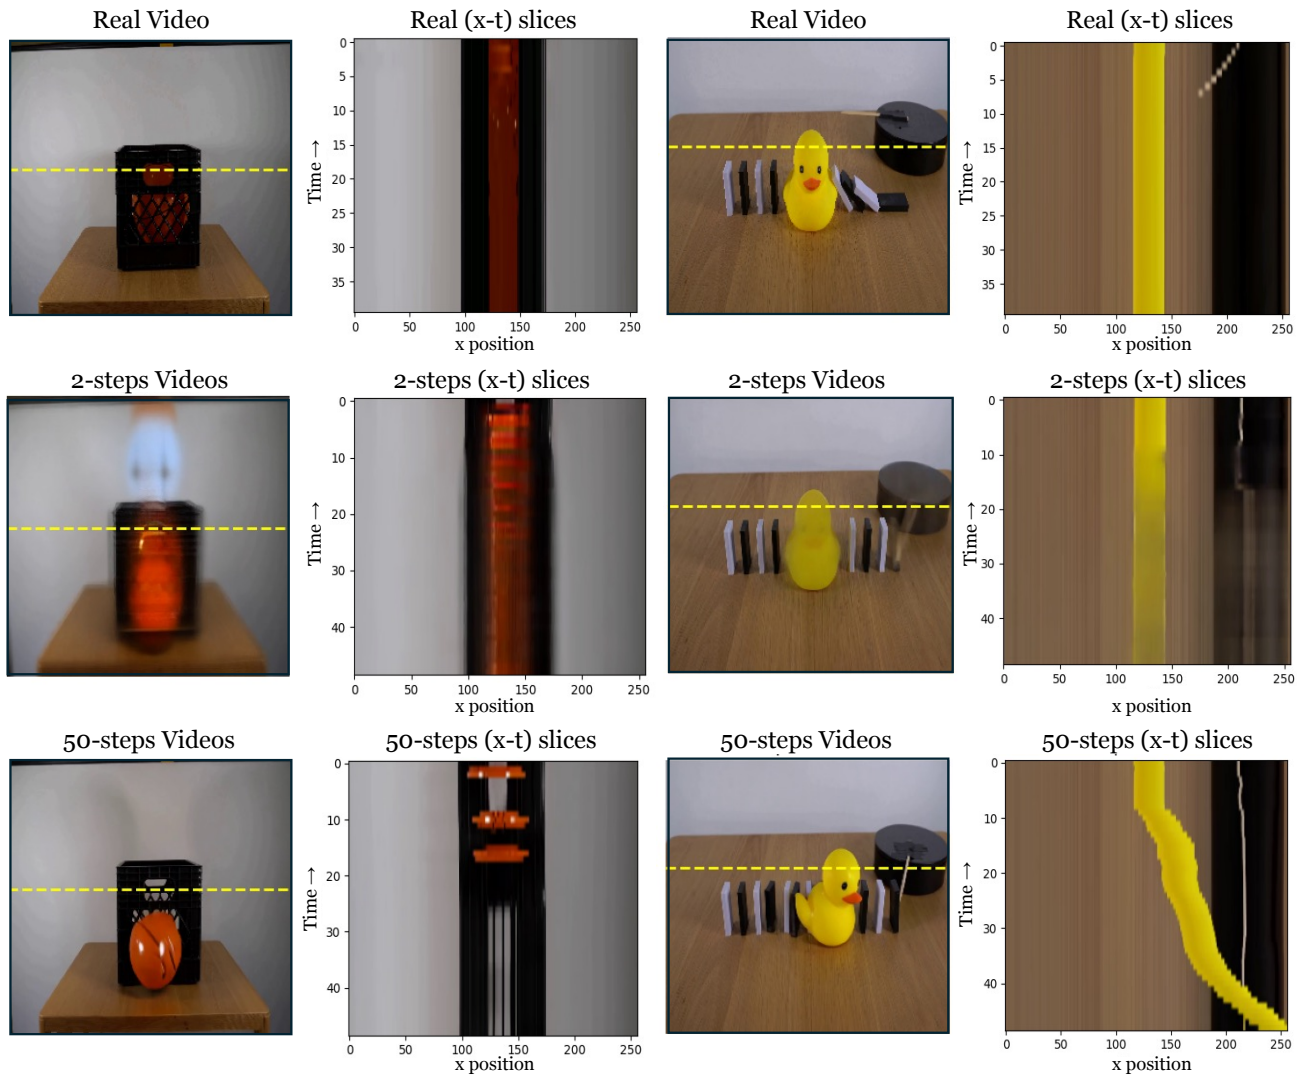 Real Video
Real (x-t) slices
Real Video
Real (x-t) slices
Time →
0
5
10
15
20
25
30
35
0 50 100 150 200 250
x position
Time →
0
5
10
15
20
25
30
35
0 50 100 150 200 250
x position
2-steps Videos
2-steps (x-t) slices
2-steps Videos
2-steps (x-t) slices
Time →
0
10
20
30
40
0 50 100 150 200 250
x position
Time →
0
10
20
30
40
0 50 100 150 200 250
x position
50-steps Videos
50-steps (x-t) slices
50-steps Videos
50-steps (x-t) slices
Time →
0
10
20
30
40
0 50 100 150 200 250
x position
Time →
0
10
20
30
40
0 50 100 150 200 250
x position